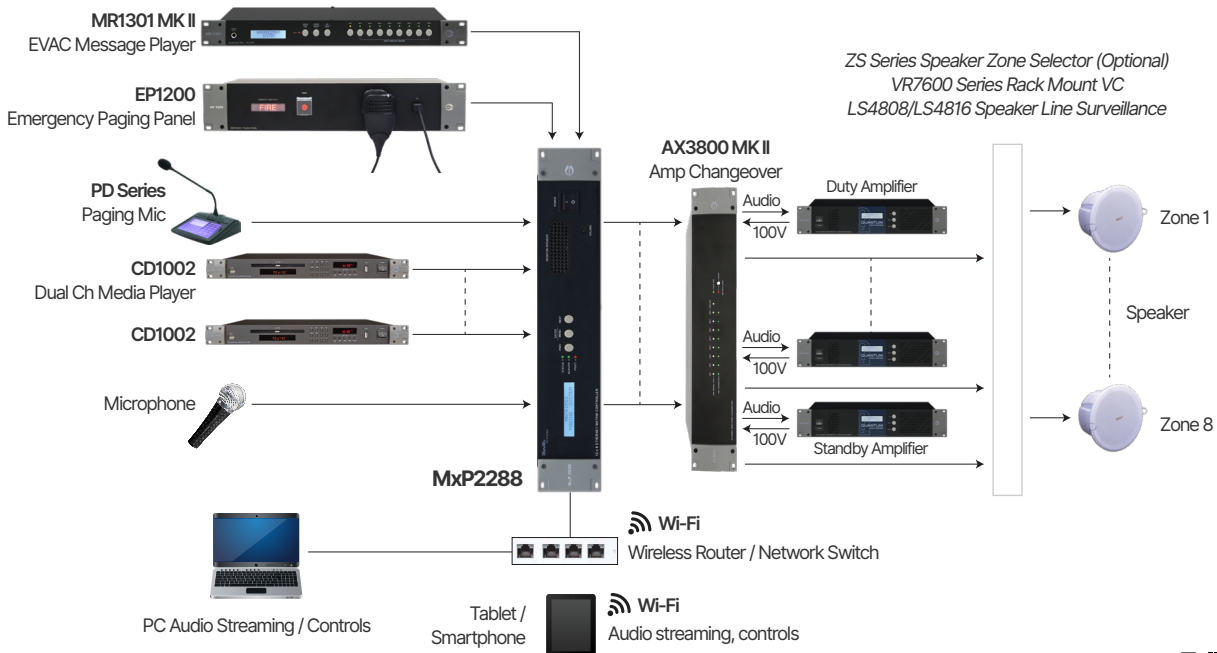 MR1301 MK II
EVAC Message Player
EP1200
Emergency Paging Panel
FIRE
PD Series
Paging Mic
CD1002
Dual Ch Media Player
CD1002
Microphone
MxP2288
ZS Series Speaker Zone Selector (Optional)
VR7600 Series Rack Mount VC
LS4808/LS4816 Speaker Line Surveillance
AX3800 MK II
Amp Changeover
Audio
100V
Duty Amplifier
Audio
100V
Audio
100V
Standby Amplifier
Zone 1
Speaker
Zone 8
Wi-Fi
Wireless Router / Network Switch
PC Audio Streaming / Controls
Tablet /
Smartphone
Wi-Fi
Audio streaming, controls